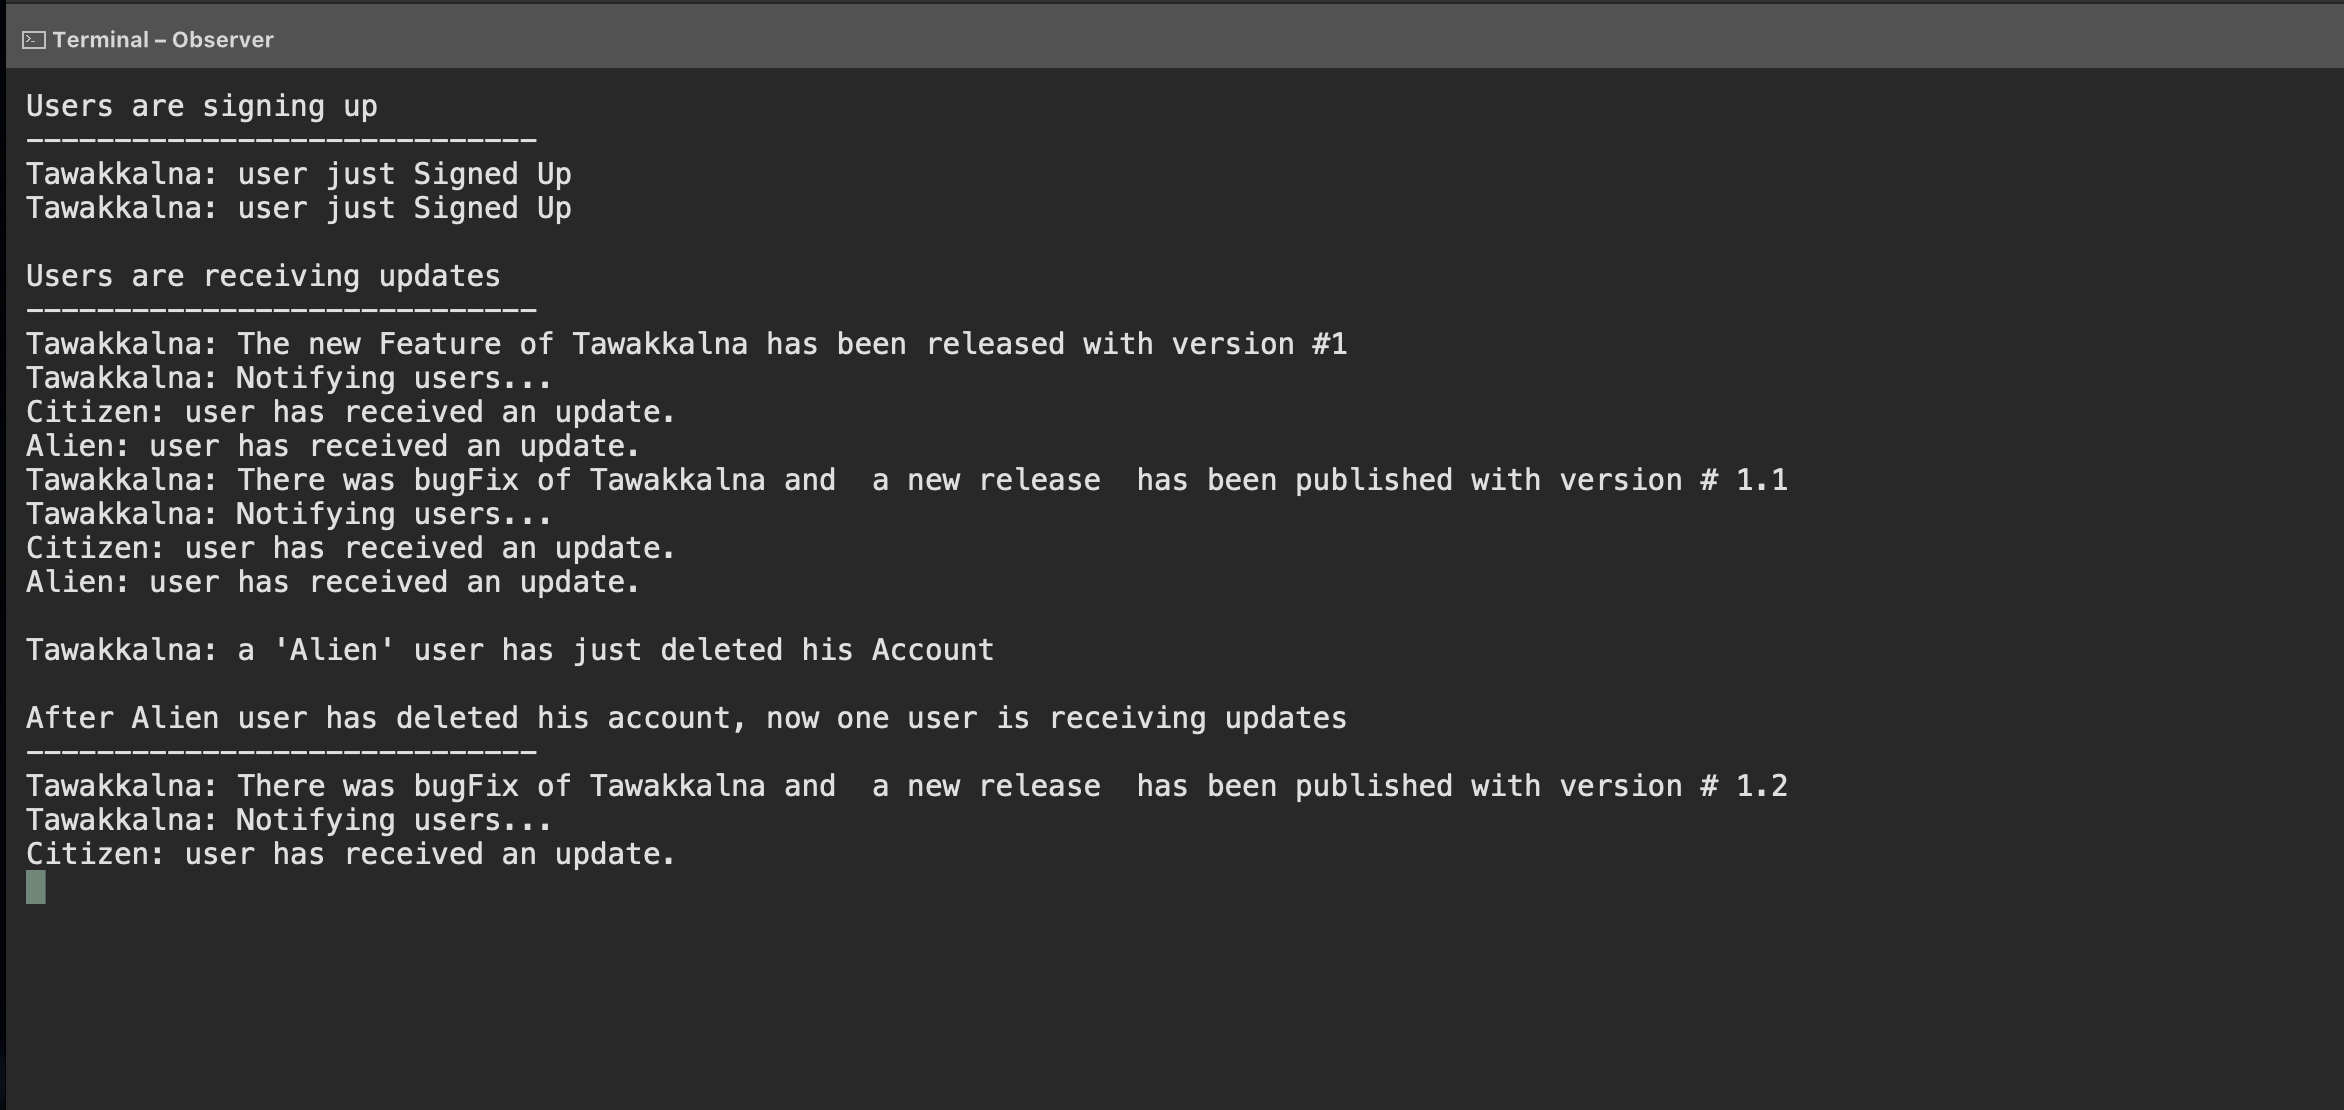 Terminal – Observer
Users are signing up
-----------------------------
Tawakkalna: user just Signed Up
Tawakkalna: user just Signed Up
Users are receiving updates
-----------------------------
Tawakkalna: The new Feature of Tawakkalna has been released with version #1
Tawakkalna: Notifying users...
Citizen: user has received an update.
Alien: user has received an update.
Tawakkalna: There was bugFix of Tawakkalna and  a new release  has been published with version # 1.1
Tawakkalna: Notifying users...
Citizen: user has received an update.
Alien: user has received an update.
Tawakkalna: a 'Alien' user has just deleted his Account
After Alien user has deleted his account, now one user is receiving updates
-----------------------------
Tawakkalna: There was bugFix of Tawakkalna and  a new release  has been published with version # 1.2
Tawakkalna: Notifying users...
Citizen: user has received an update.